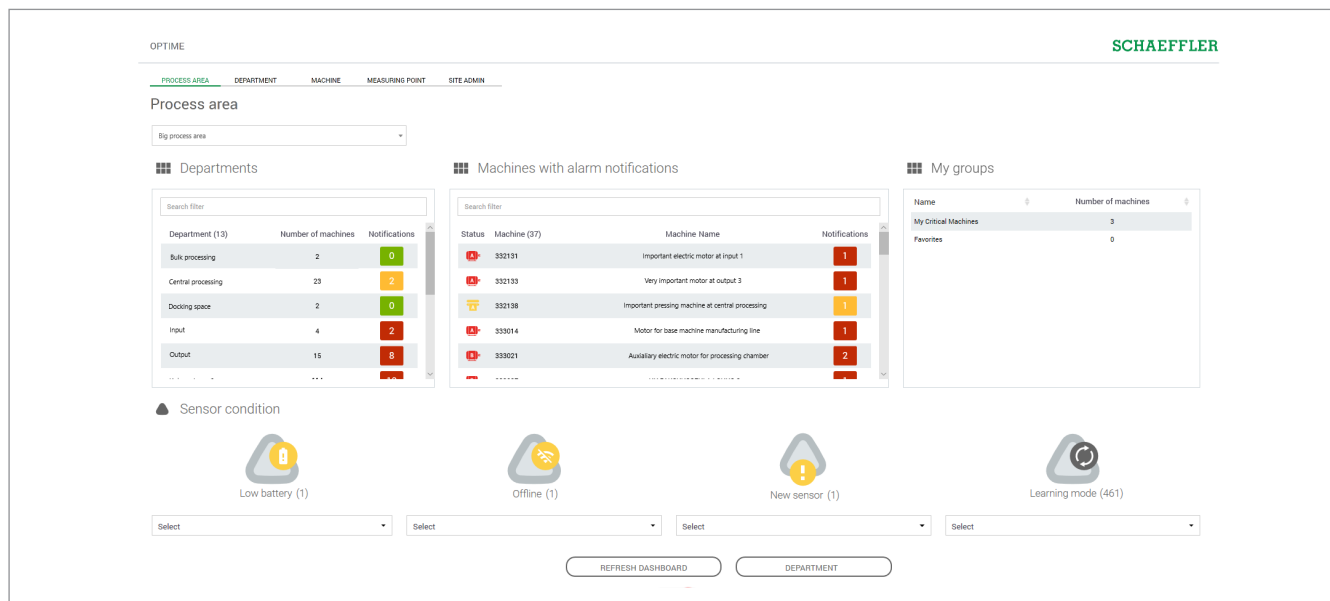 OPTIME
SCHAEFFLER
PROCESS AREA DEPARTMENT MACHINE MEASURING POINT SITE ADMIN
Process area
Big process area
Departments
Machines with alarm notifications
My groups
Search filter
Search filter
Name Number of machines
Department (13) Number of machines Notifications
Status Machine (37) Machine Name Notifications
My Critical Machines 3
Favorites 0
Bulk processing 2 0
A 332131 Important electric motor at input 1 1
Central processing 23 2
A 332133 Very important motor at output 3 1
Docking space 2 0
332138 Important pressing machine at central processing 1
Input 4 2
A 333014 Motor for base machine manufacturing line 1
Output 15 8
B 333021 Auxialiary electric motor for processing chamber 2
Sensor condition
Low battery (1)
Offline (1)
New sensor (1)
Learning mode (461)
Select
Select
Select
Select
REFRESH DASHBOARD
DEPARTMENT